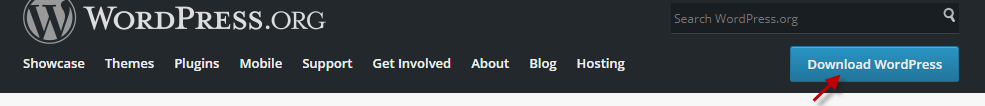 WORDPRESS.ORG
Search WordPress.org
Showcase Themes Plugins Mobile Support Get Involved About Blog Hosting
Download WordPress